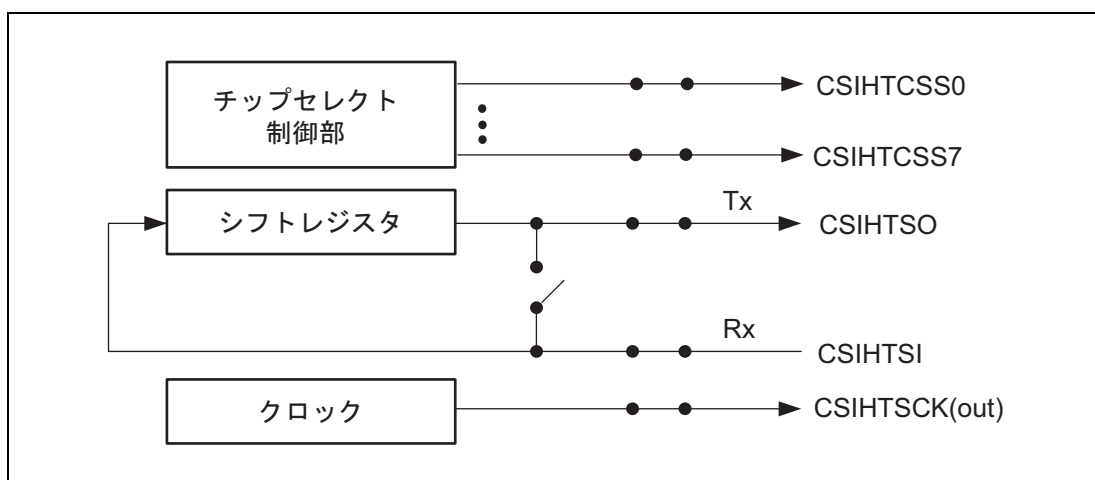 チップセレクト
制御部
CSIHTCSS0
CSIHTCSS7
シフトレジスタ
Tx
CSIHTSO
Rx
CSIHTSI
クロック
CSIHTSCK(out)